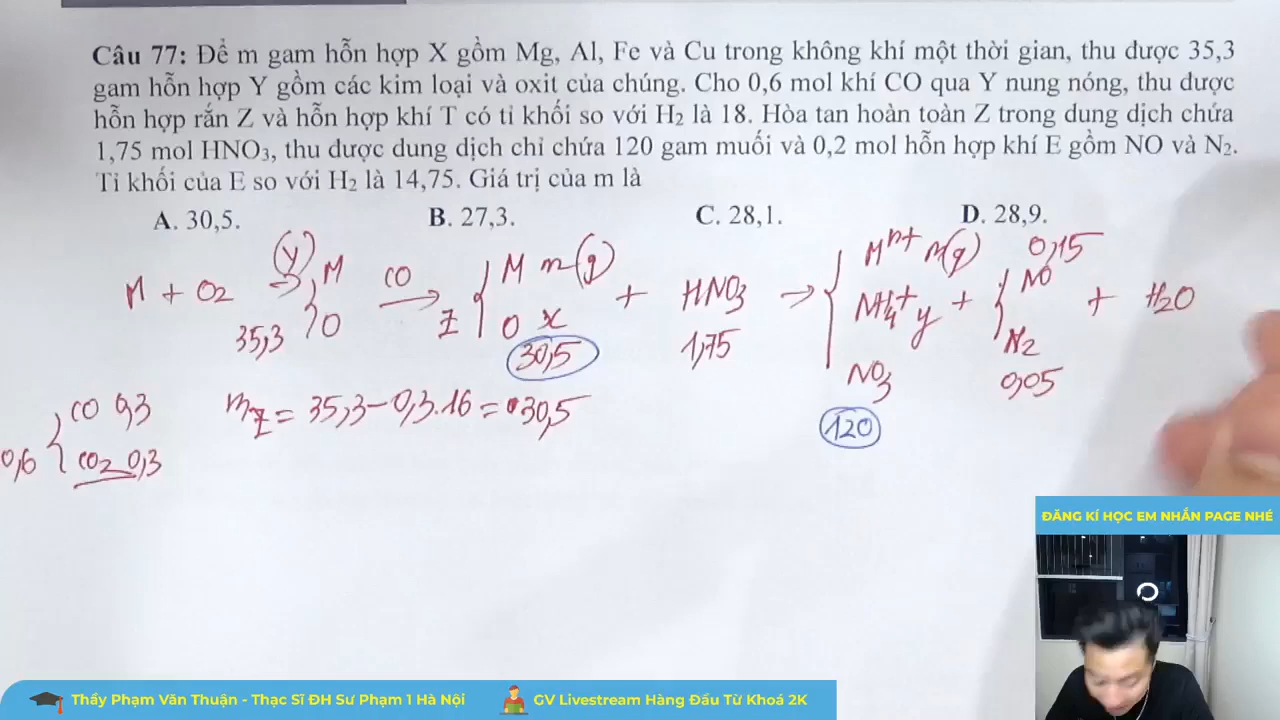 Câu 77: Để m gam hỗn hợp X gồm Mg, Al, Fe và Cu trong không khí một thời gian, thu được 35,3
gam hỗn hợp Y gồm các kim loại và oxit của chúng. Cho 0,6 mol khí CO qua Y nung nóng, thu được
hỗn hợp rắn Z và hỗn hợp khí T có tỉ khối so với H2 là 18. Hòa tan hoàn toàn Z trong dung dịch chứa
1,75 mol HNO3, thu được dung dịch chỉ chứa 120 gam muối và 0,2 mol hỗn hợp khí E gồm NO và N2.
Tỉ khối của E so với H2 là 14,75. Giá trị của m là
A. 30,5. B. 27,3. C. 28,1. D. 28,9.
(Y) M^n+ m(g) 0,15
M + O2 → M CO → Z { M m(g) + HNO3 → NH4+ y + { NO + H2O
35,3 O O x 1,75 N2
30,5 NO3 0,05
CO 0,3 mZ = 35,3 – 0,3.16 = 30,5 120
0,6 CO2 0,3
ĐĂNG KÍ HỌC EM NHẮN PAGE NHÉ
Thầy Phạm Văn Thuận - Thạc Sĩ ĐH Sư Phạm 1 Hà Nội GV Livestream Hàng Đầu Từ Khoá 2K